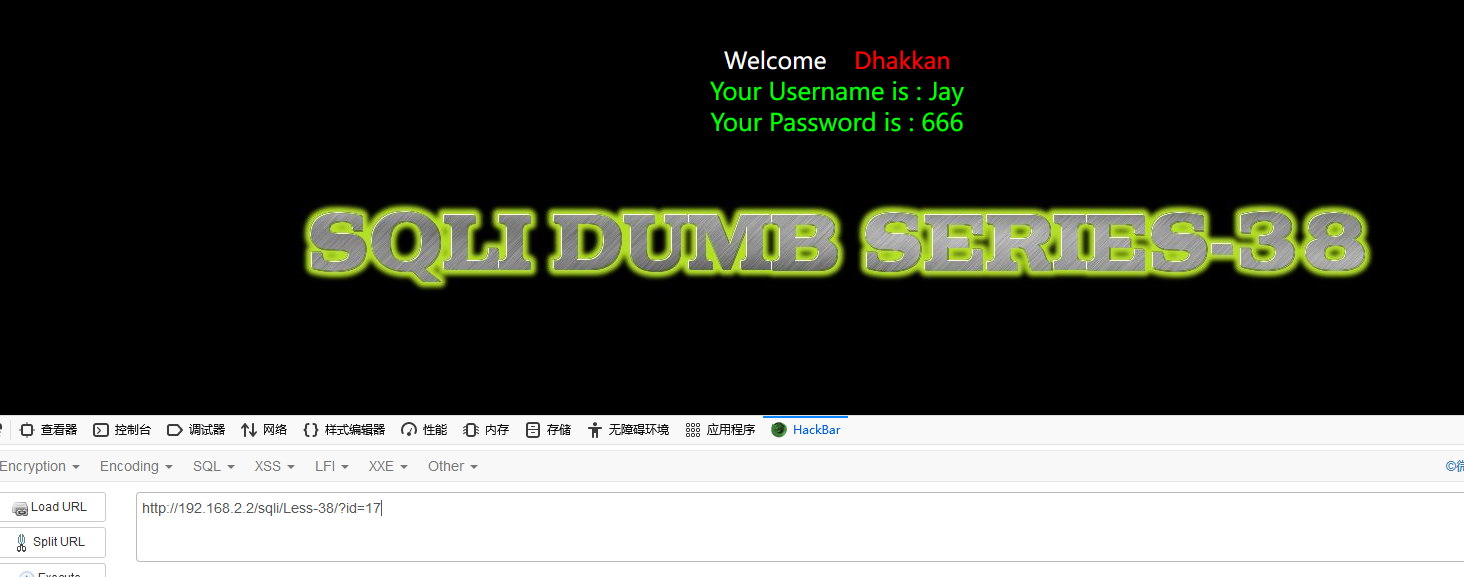 Welcome Dhakkan
Your Username is : Jay
Your Password is : 666
SQLI DUMB SERIES-38
查看器 控制台 调试器 网络 {} 样式编辑器 性能 内存 存储 无障碍环境 应用程序 HackBar
Encryption Encoding SQL XSS LFI XXE Other ©微
Load URL http://192.168.2.2/sqli/Less-38/?id=17
Split URL
Execute